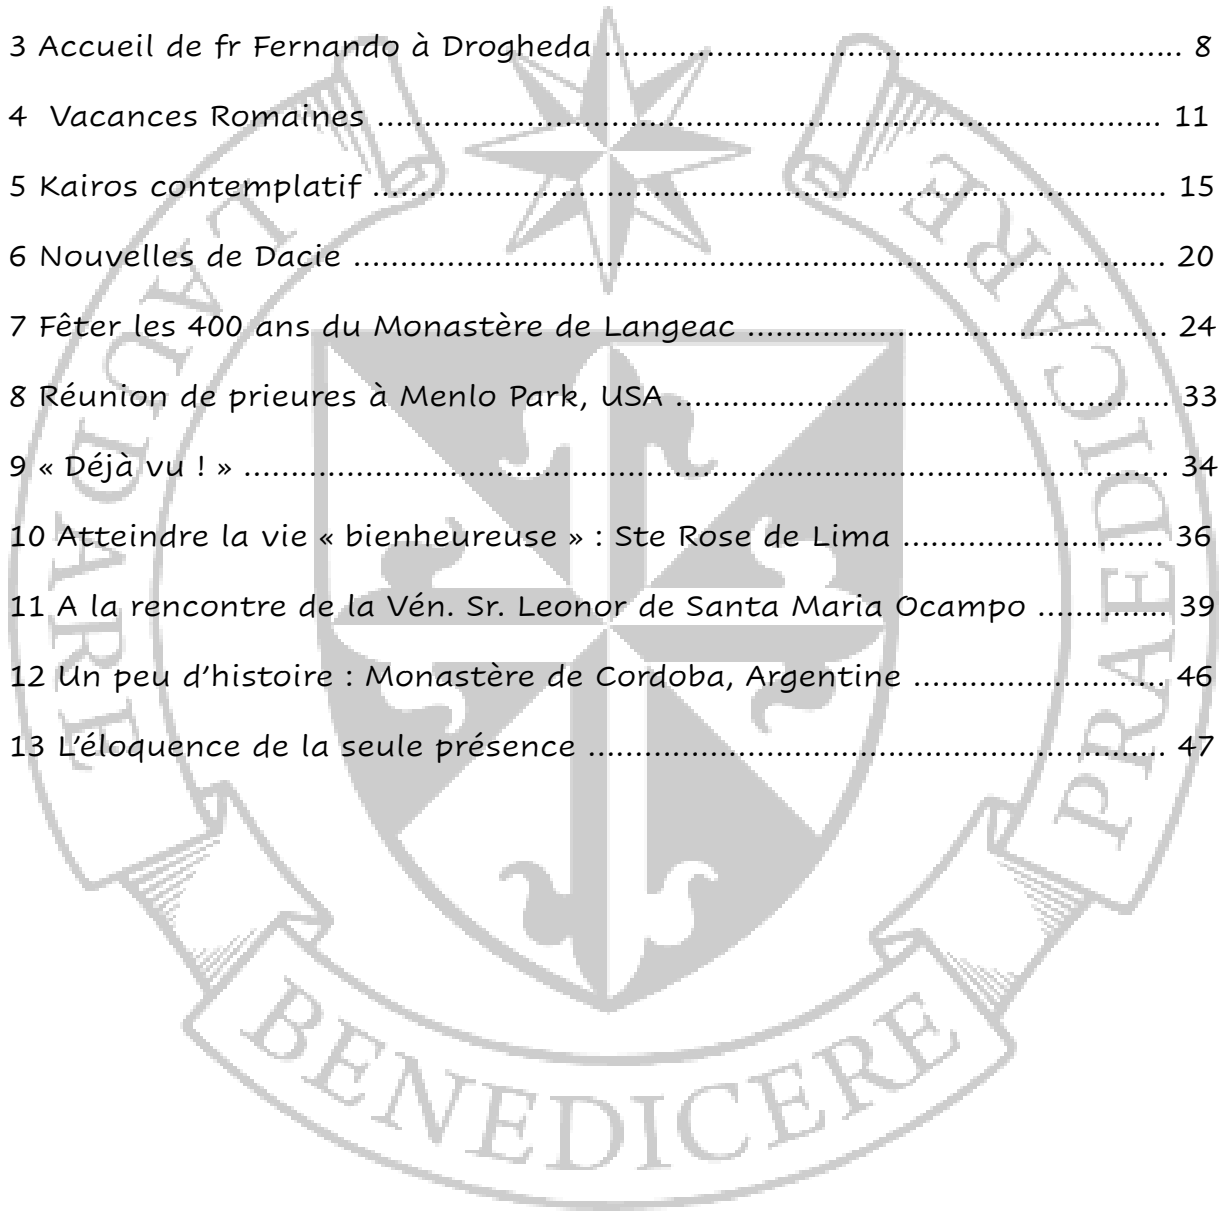 3 Accueil de fr Fernando à Drogheda .................................................................. 8
4 Vacances Romaines ......................................................................................... 11
5 Kairos contemplatif .......................................................................................... 15
6 Nouvelles de Dacie ............................................................................................ 20
7 Fêter les 400 ans du Monastère de Langeac ................................................ 24
8 Réunion de prieures à Menlo Park, USA ........................................................ 33
9 « Déjà vu ! » ......................................................................................................... 34
10 Atteindre la vie « bienheureuse » : Ste Rose de Lima .............................. 36
11 A la rencontre de la Vén. Sr. Leonor de Santa Maria Ocampo ............... 39
12 Un peu d’histoire : Monastère de Cordoba, Argentine ............................. 46
13 L’éloquence de la seule présence ................................................................... 47
LAUDARE
BENEDICERE
PRAEDICARE